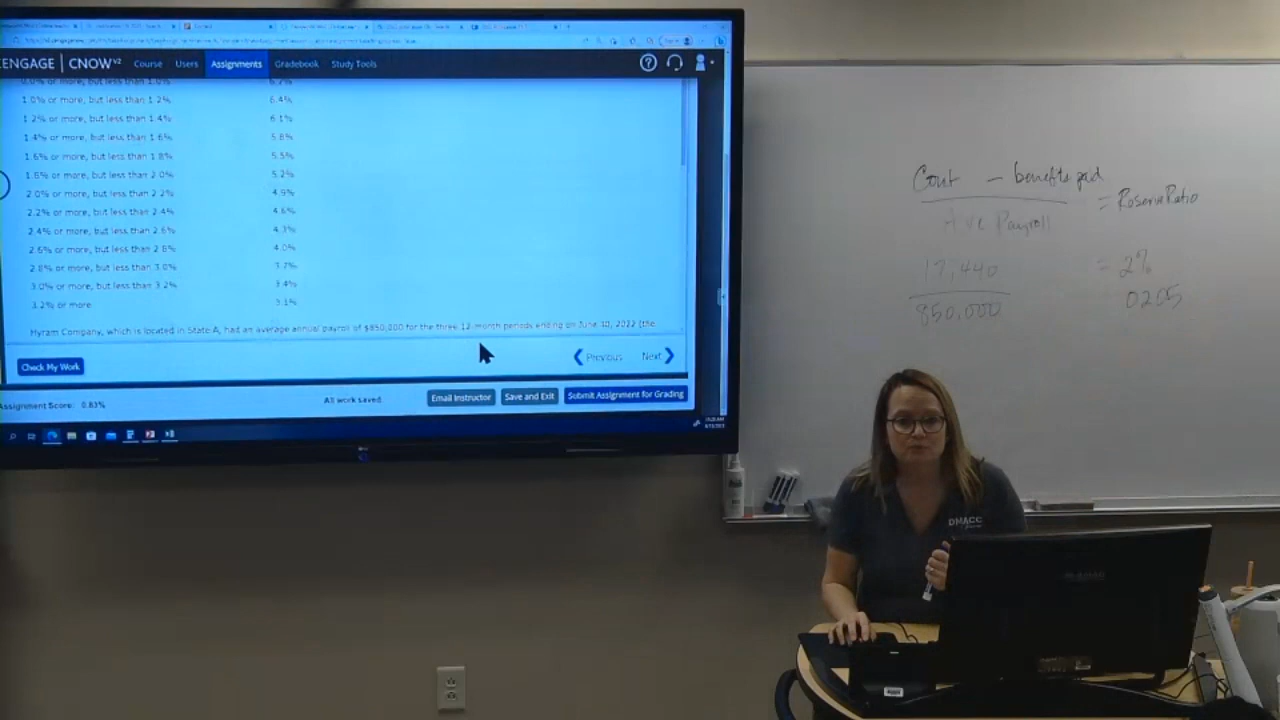 CENGAGE | CNOWv2 Course Users Assignments Gradebook Study Tools
0.0% or more, but less than 1.0%
1.0% or more, but less than 1.2% 6.4%
1.2% or more, but less than 1.4% 6.1%
1.4% or more, but less than 1.6% 5.8%
1.6% or more, but less than 1.8% 5.5%
1.8% or more, but less than 2.0% 5.2%
2.0% or more, but less than 2.2% 4.9%
2.2% or more, but less than 2.4% 4.6%
2.4% or more, but less than 2.6% 4.3%
2.6% or more, but less than 2.8% 4.0%
2.8% or more, but less than 3.0% 3.7%
3.0% or more, but less than 3.2% 3.4%
3.2% or more 3.1%
Hyram Company, which is located in State A, had an average annual payroll of $850,000 for the three 12-month periods ending on June 30, 2022 (the
Check My Work Previous Next
Assignment Score: 0.83% All work saved. Email Instructor Save and Exit Submit Assignment for Grading
Cont - benefits paid
= Reserve Ratio
Ave Payroll
17,440 = 2%
850,000 0205
DMACC